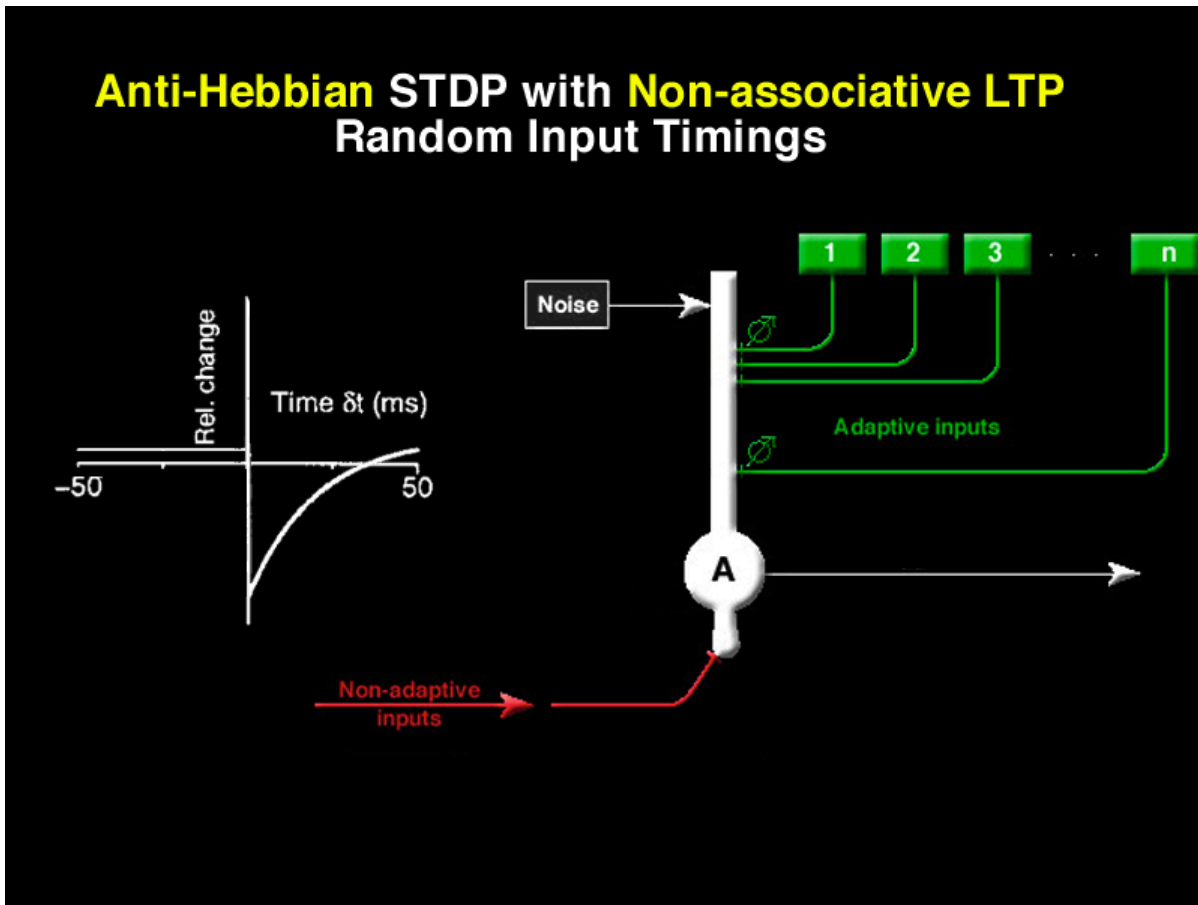 Anti-Hebbian STDP with Non-associative LTP
Random Input Timings
1 2 3 . . . n
Noise
Rel. change
Time δt (ms)
Adaptive inputs
−50
50
A
Non-adaptive
inputs